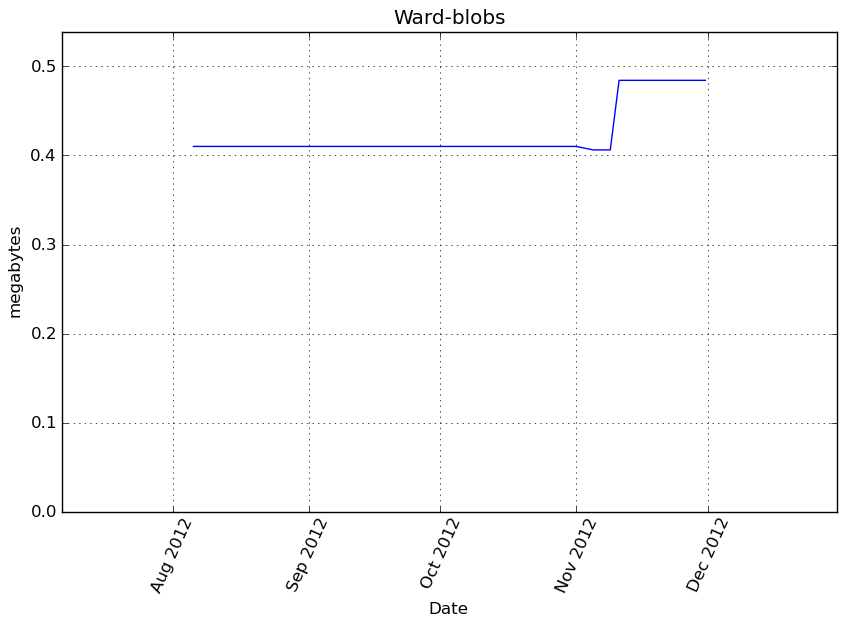 Ward-blobs
megabytes
0.5
0.4
0.3
0.2
0.1
0.0
Aug 2012
Sep 2012
Oct 2012
Nov 2012
Dec 2012
Date